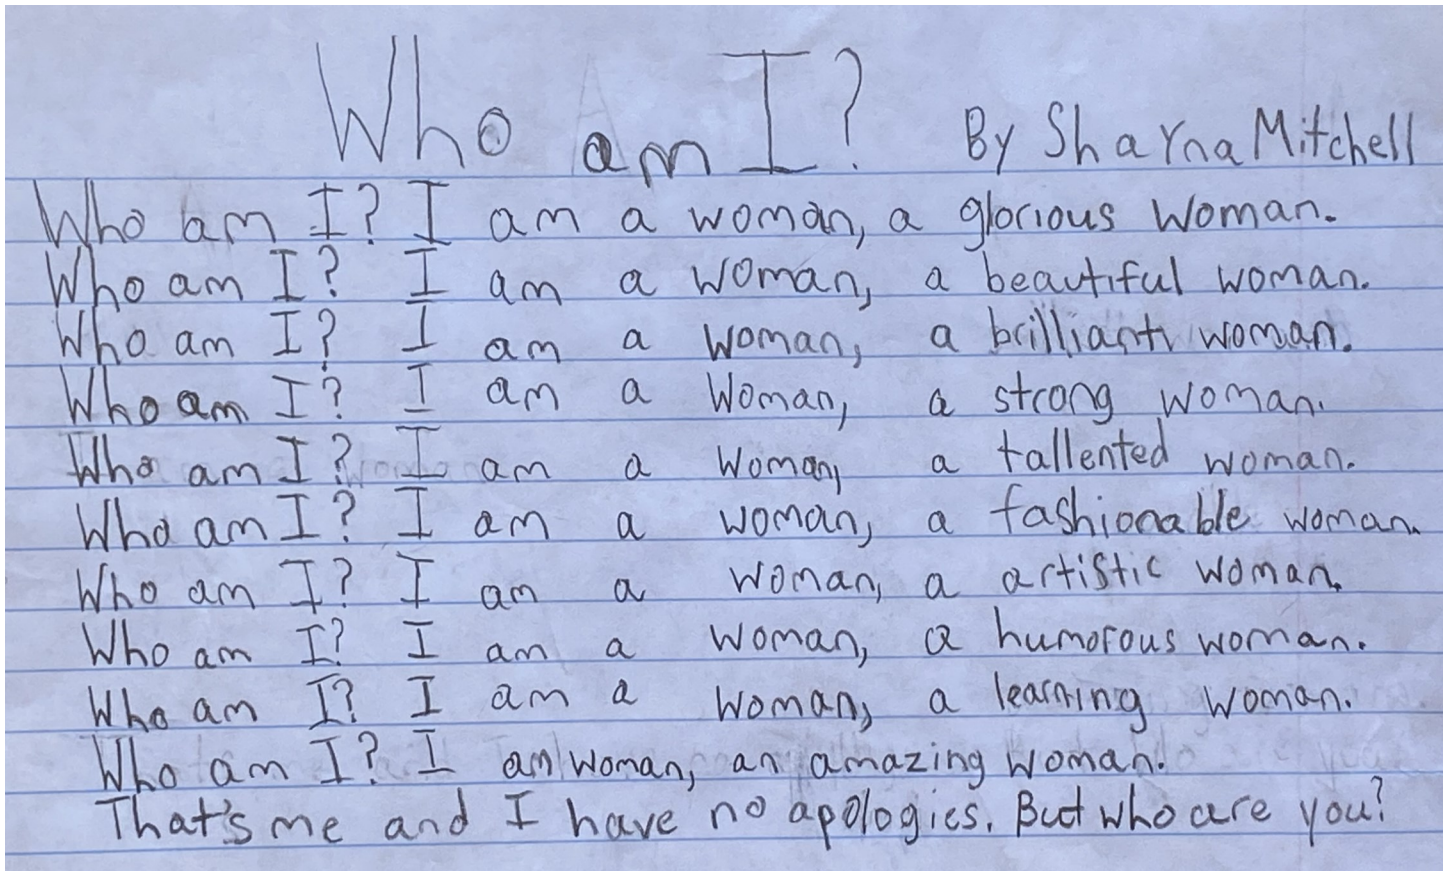 Who am I? By Shayna Mitchell
Who am I? I am a woman, a glorious woman.
Who am I? I am a woman, a beautiful woman.
Who am I? I am a woman, a brilliant woman.
Who am I? I am a woman, a strong woman.
Who am I? I am a woman, a tallented woman.
Who am I? I am a woman, a fashionable woman.
Who am I? I am a woman, a artistic woman.
Who am I? I am a woman, a humorous woman.
Who am I? I am a woman, a learning woman.
Who am I? I am woman, an amazing woman.
That's me and I have no apologies. But who are you?